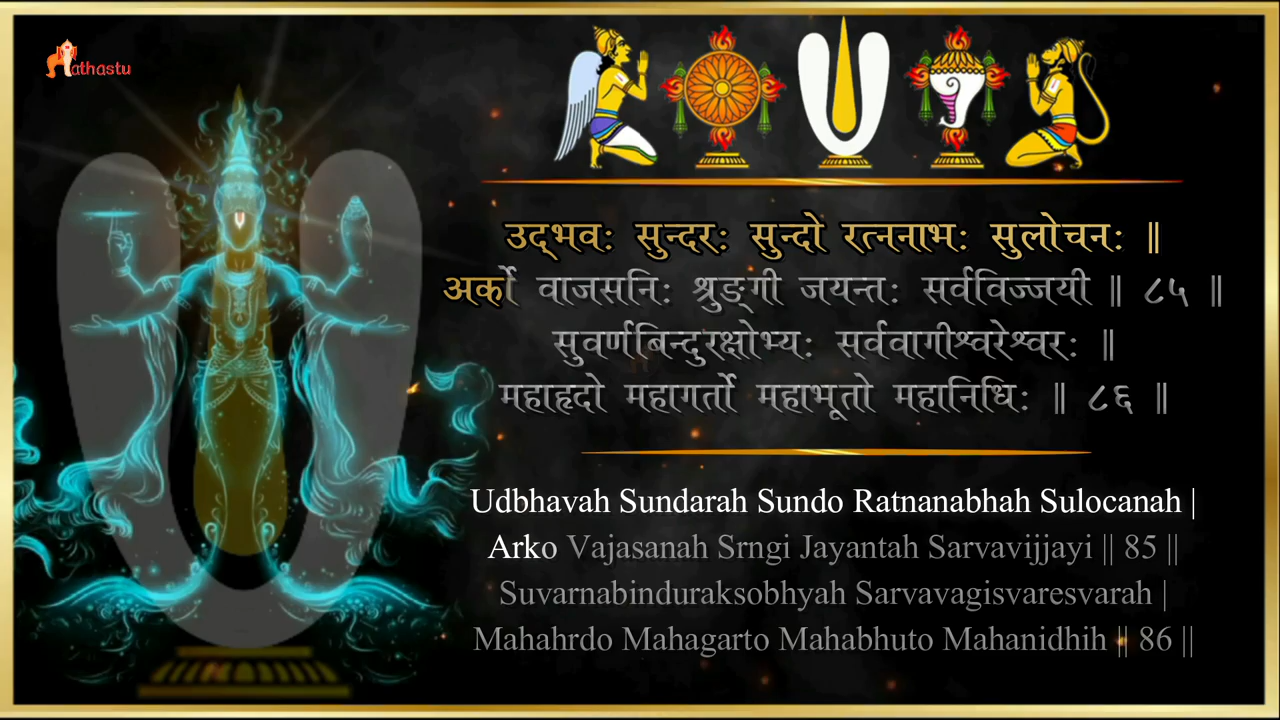 athastu
उद्भवः सुन्दरः सुन्दो रत्ननाभः सुलोचनः ॥
अर्को वाजसनिः श्रुङ्गी जयन्तः सर्वविज्जयी ॥ ८५ ॥
सुवर्णबिन्दुरक्षोभ्यः सर्ववागीश्वरेश्वरः ॥
महाहृदो महागर्तो महाभूतो महानिधिः ॥ ८६ ॥
Udbhavah Sundarah Sundo Ratnanabhah Sulocanah |
Arko Vajasanah Srngi Jayantah Sarvavijjayi || 85 ||
Suvarnabinduraksobhyah Sarvavagisvaresvarah |
Mahahrdo Mahagarto Mahabhuto Mahanidhih || 86 ||